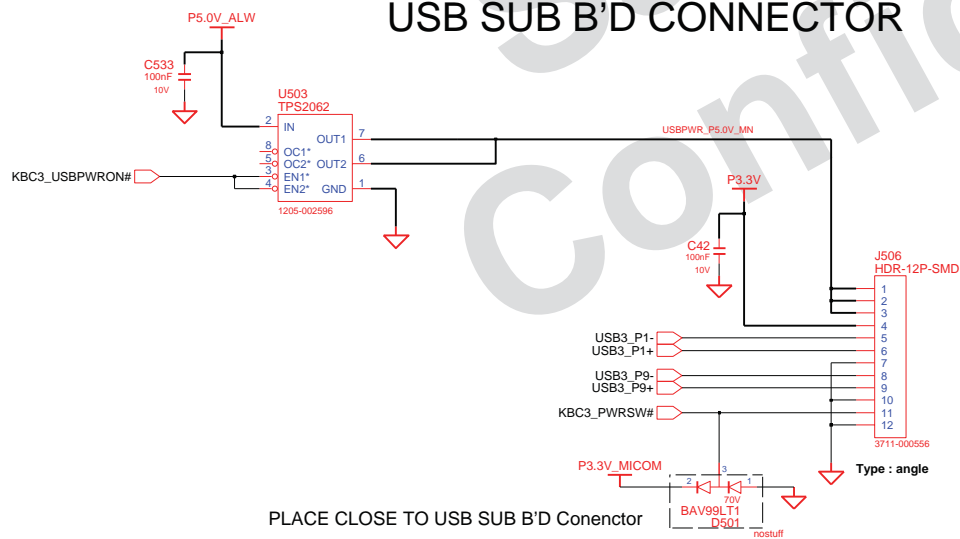 USB SUB B'D CONNECTOR
P5.0V_ALW
C533
100nF
10V
U503
TPS2062
2 IN
OUT1 7
8 OC1*
5 OC2* OUT2 6
3 EN1*
4 EN2* GND 1
1205-002596
KBC3_USBPWRON#
USBPWR_P5.0V_MN
P3.3V
C42
100nF
10V
J506
HDR-12P-SMD
1
2
3
4
USB3_P1- 5
USB3_P1+ 6
7
USB3_P9- 8
USB3_P9+ 9
10
KBC3_PWRSW# 11
12
3711-000556
Type : angle
P3.3V_MICOM
3
2 1
70V
BAV99LT1
D501
nostuff
PLACE CLOSE TO USB SUB B'D Conenctor